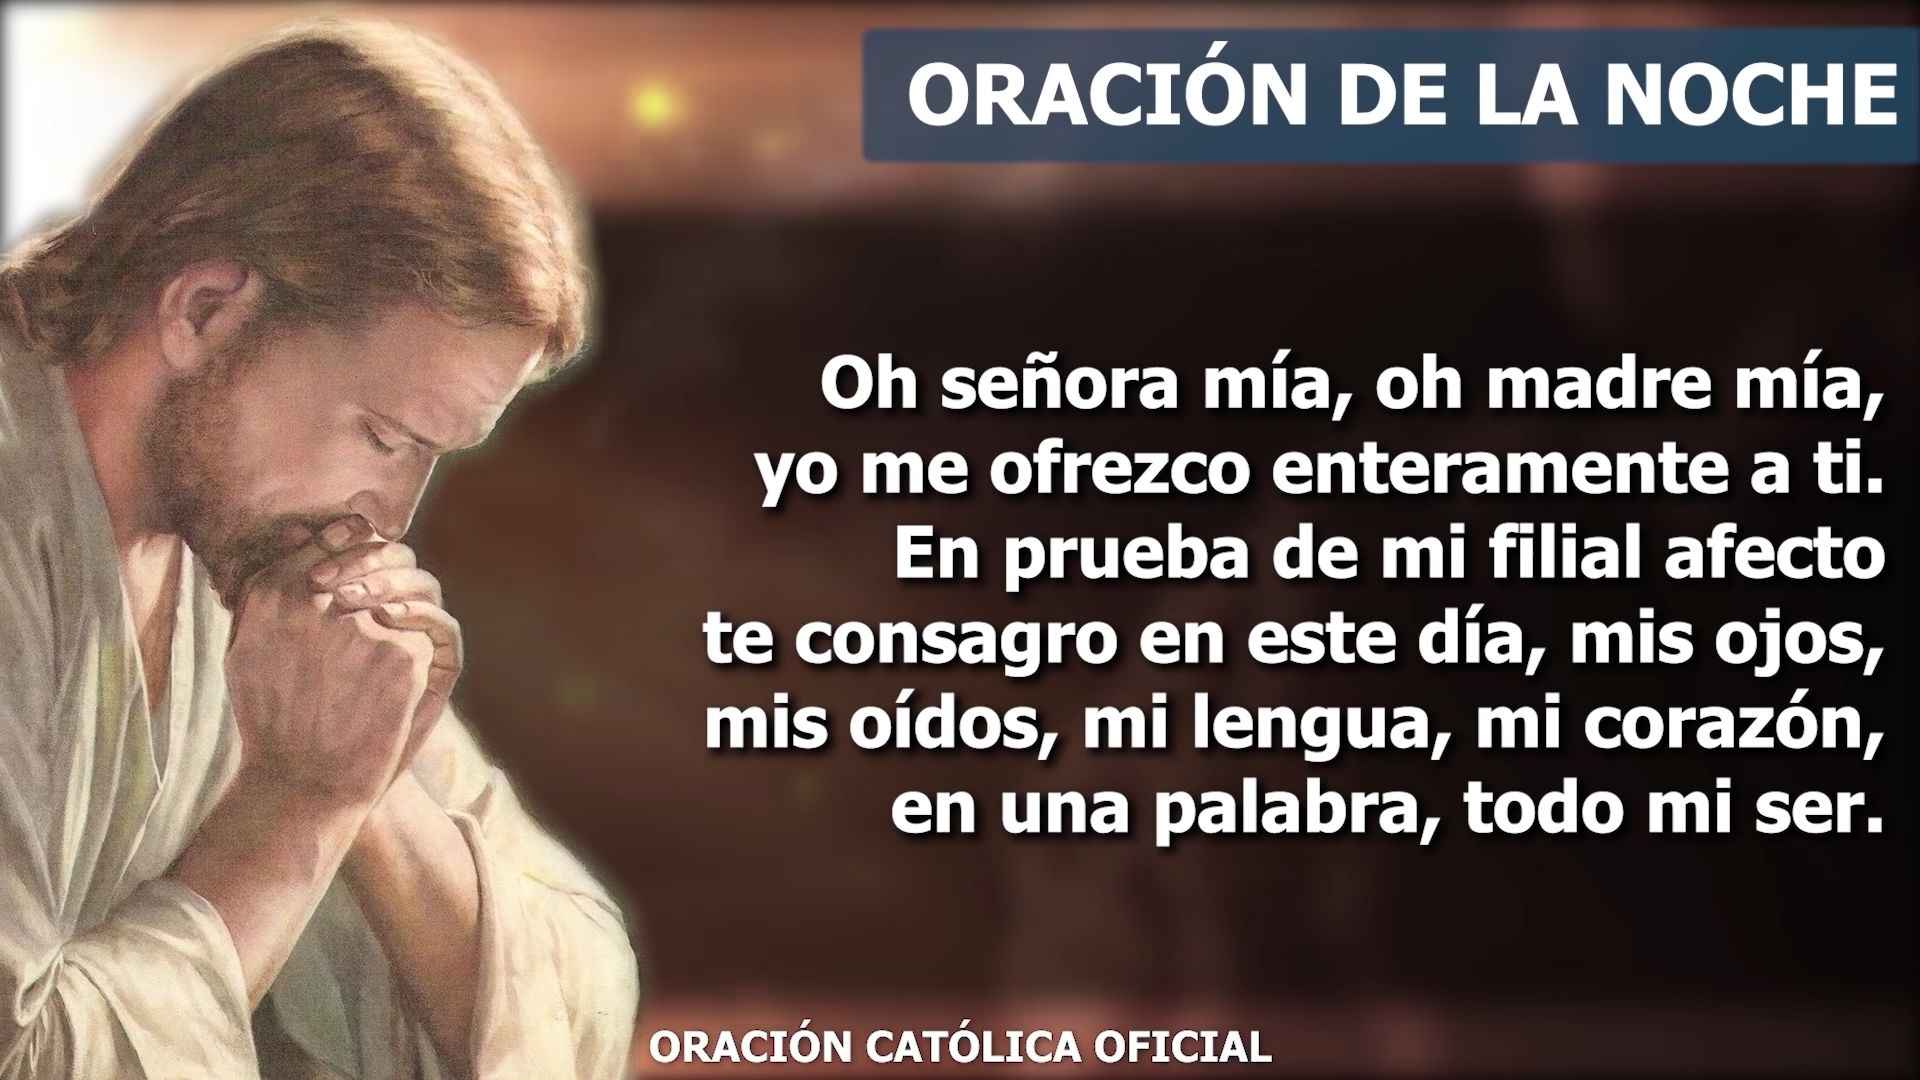 ORACIÓN DE LA NOCHE
Oh señora mía, oh madre mía,
yo me ofrezco enteramente a ti.
En prueba de mi filial afecto
te consagro en este día, mis ojos,
mis oídos, mi lengua, mi corazón,
en una palabra, todo mi ser.
ORACIÓN CATÓLICA OFICIAL